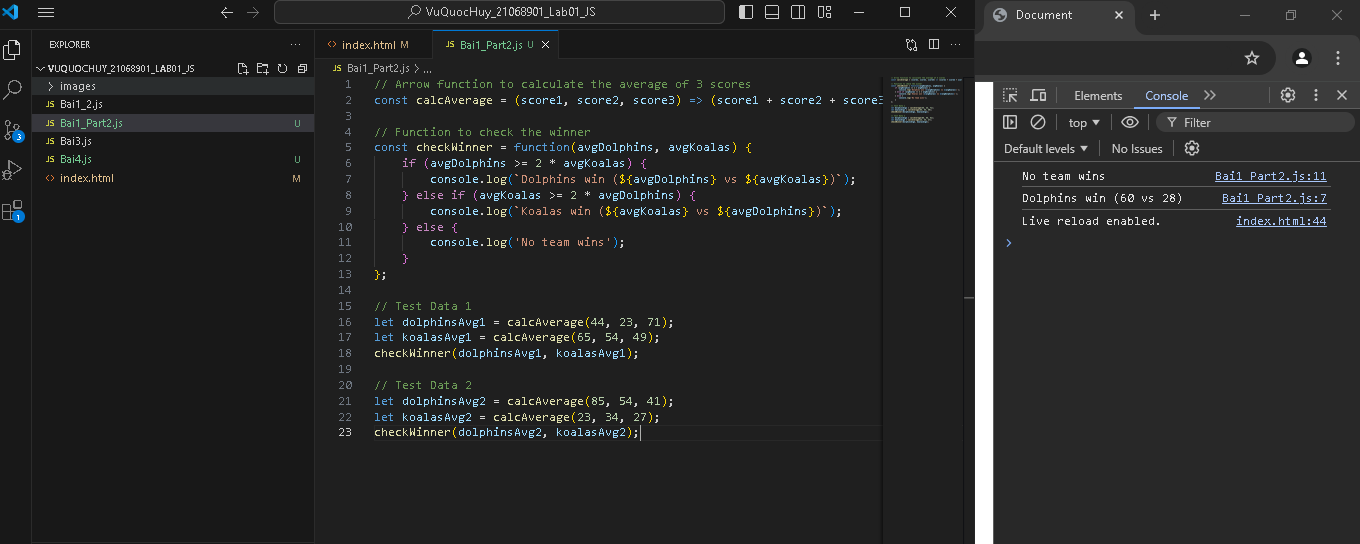 VuQuocHuy_21068901_Lab01_JS
EXPLORER
VUQUOCHUY_21068901_LAB01_JS
images
JS Bai1_2.js
JS Bai1_Part2.js U
JS Bai3.js
JS Bai4.js U
<> index.html M
3
1
<> index.html M
JS Bai1_Part2.js U
JS Bai1_Part2.js > ...
1 // Arrow function to calculate the average of 3 scores
2 const calcAverage = (score1, score2, score3) => (score1 + score2 + score3
3
4 // Function to check the winner
5 const checkWinner = function(avgDolphins, avgKoalas) {
6 if (avgDolphins >= 2 * avgKoalas) {
7 console.log(`Dolphins win (${avgDolphins} vs ${avgKoalas})`);
8 } else if (avgKoalas >= 2 * avgDolphins) {
9 console.log(`Koalas win (${avgKoalas} vs ${avgDolphins})`);
10 } else {
11 console.log('No team wins');
12 }
13 };
14
15 // Test Data 1
16 let dolphinsAvg1 = calcAverage(44, 23, 71);
17 let koalasAvg1 = calcAverage(65, 54, 49);
18 checkWinner(dolphinsAvg1, koalasAvg1);
19
20 // Test Data 2
21 let dolphinsAvg2 = calcAverage(85, 54, 41);
22 let koalasAvg2 = calcAverage(23, 34, 27);
23 checkWinner(dolphinsAvg2, koalasAvg2);
Document
Elements Console
top Filter
Default levels No Issues
No team wins Bai1_Part2.js:11
Dolphins win (60 vs 28) Bai1_Part2.js:7
Live reload enabled. index.html:44